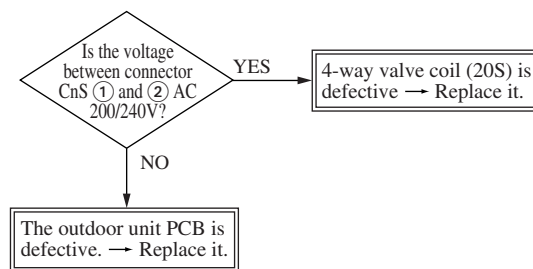 Is the voltage
between connector
CnS ① and ② AC
200/240V?
YES
4-way valve coil (20S) is
defective → Replace it.
NO
The outdoor unit PCB is
defective. → Replace it.